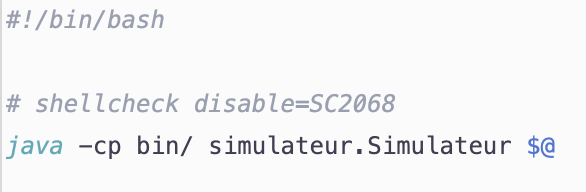 #!/bin/bash
# shellcheck disable=SC2068
java -cp bin/ simulateur.Simulateur $@